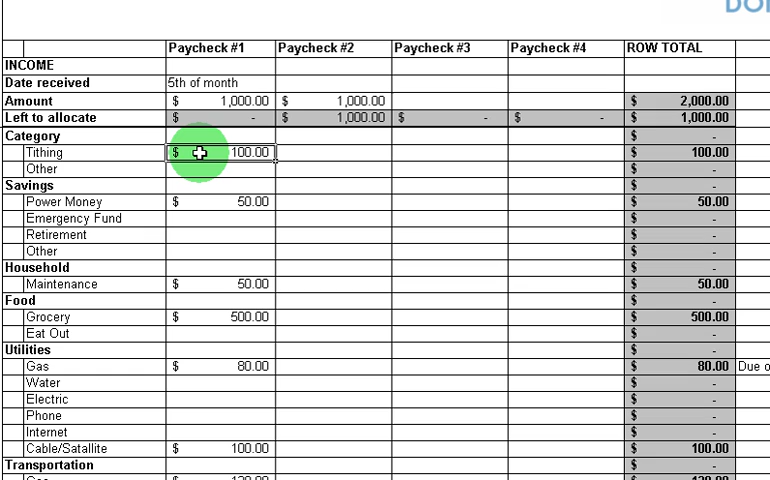 DO
Paycheck #1 Paycheck #2 Paycheck #3 Paycheck #4 ROW TOTAL
INCOME
Date received 5th of month
Amount $ 1,000.00 $ 1,000.00 $ 2,000.00
Left to allocate $ - $ 1,000.00 $ - $ - $ 1,000.00
Category $ -
Tithing $ 100.00 $ 100.00
Other $ -
Savings $ -
Power Money $ 50.00 $ 50.00
Emergency Fund $ -
Retirement $ -
Other $ -
Household $ -
Maintenance $ 50.00 $ 50.00
Food $ -
Grocery $ 500.00 $ 500.00
Eat Out $ -
Utilities $ -
Gas $ 80.00 $ 80.00 Due o
Water $ -
Electric $ -
Phone $ -
Internet $ -
Cable/Satallite $ 100.00 $ 100.00
Transportation $ -